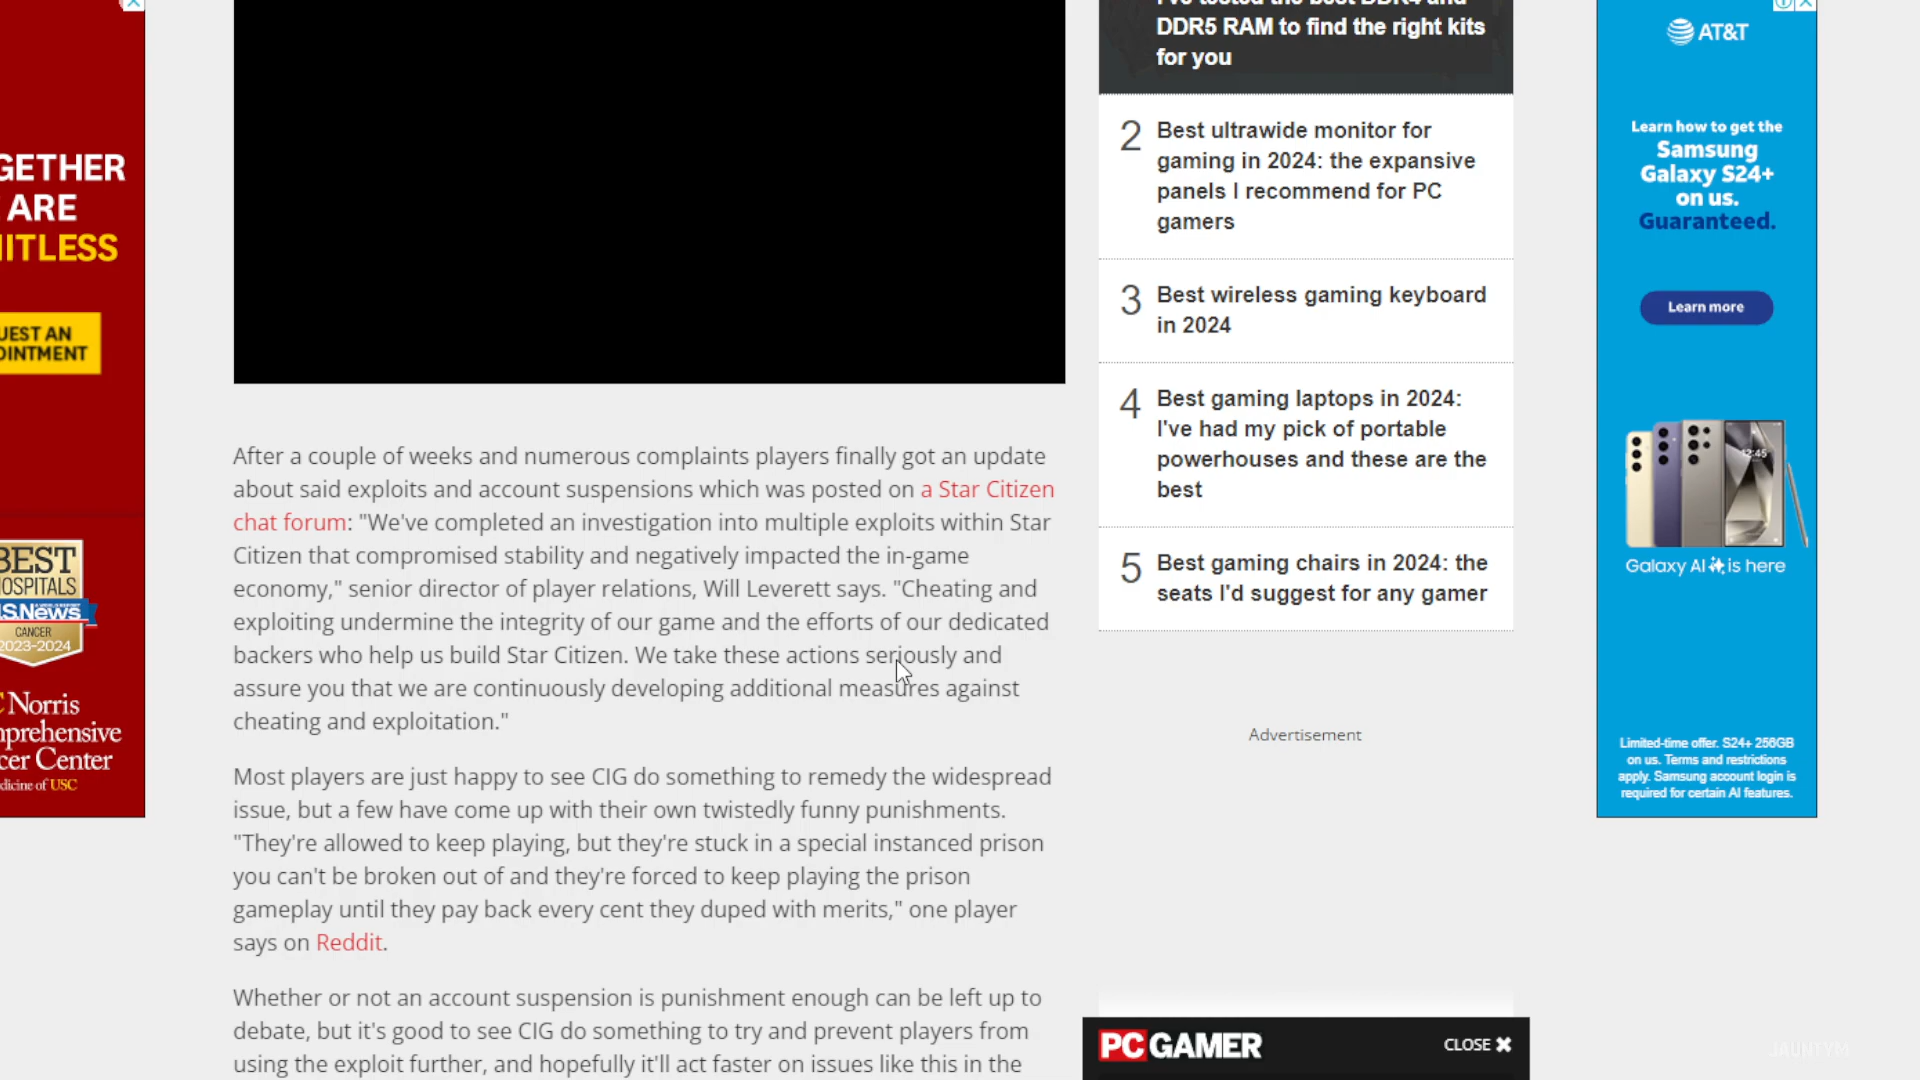 GETHER
ARE
ITLESS
UEST AN
OINTMENT
BEST
HOSPITALS
U.S.News
CANCER
2023-2024
Norris
mprehensive
cer Center
dicine of USC
After a couple of weeks and numerous complaints players finally got an update
about said exploits and account suspensions which was posted on a Star Citizen
chat forum: "We've completed an investigation into multiple exploits within Star
Citizen that compromised stability and negatively impacted the in-game
economy," senior director of player relations, Will Leverett says. "Cheating and
exploiting undermine the integrity of our game and the efforts of our dedicated
backers who help us build Star Citizen. We take these actions seriously and
assure you that we are continuously developing additional measures against
cheating and exploitation."
Most players are just happy to see CIG do something to remedy the widespread
issue, but a few have come up with their own twistedly funny punishments.
"They're allowed to keep playing, but they're stuck in a special instanced prison
you can't be broken out of and they're forced to keep playing the prison
gameplay until they pay back every cent they duped with merits," one player
says on Reddit.
Whether or not an account suspension is punishment enough can be left up to
debate, but it's good to see CIG do something to try and prevent players from
using the exploit further, and hopefully it'll act faster on issues like this in the
I've tested the best DDR4 and
DDR5 RAM to find the right kits
for you
2 Best ultrawide monitor for
gaming in 2024: the expansive
panels I recommend for PC
gamers
3 Best wireless gaming keyboard
in 2024
4 Best gaming laptops in 2024:
I've had my pick of portable
powerhouses and these are the
best
5 Best gaming chairs in 2024: the
seats I'd suggest for any gamer
Advertisement
PC GAMER
CLOSE
AT&T
Learn how to get the
Samsung
Galaxy S24+
on us.
Guaranteed.
Learn more
12:45
Galaxy AI is here
Limited-time offer. S24+ 256GB
on us. Terms and restrictions
apply. Samsung account login is
required for certain AI features.
JAUNTYM